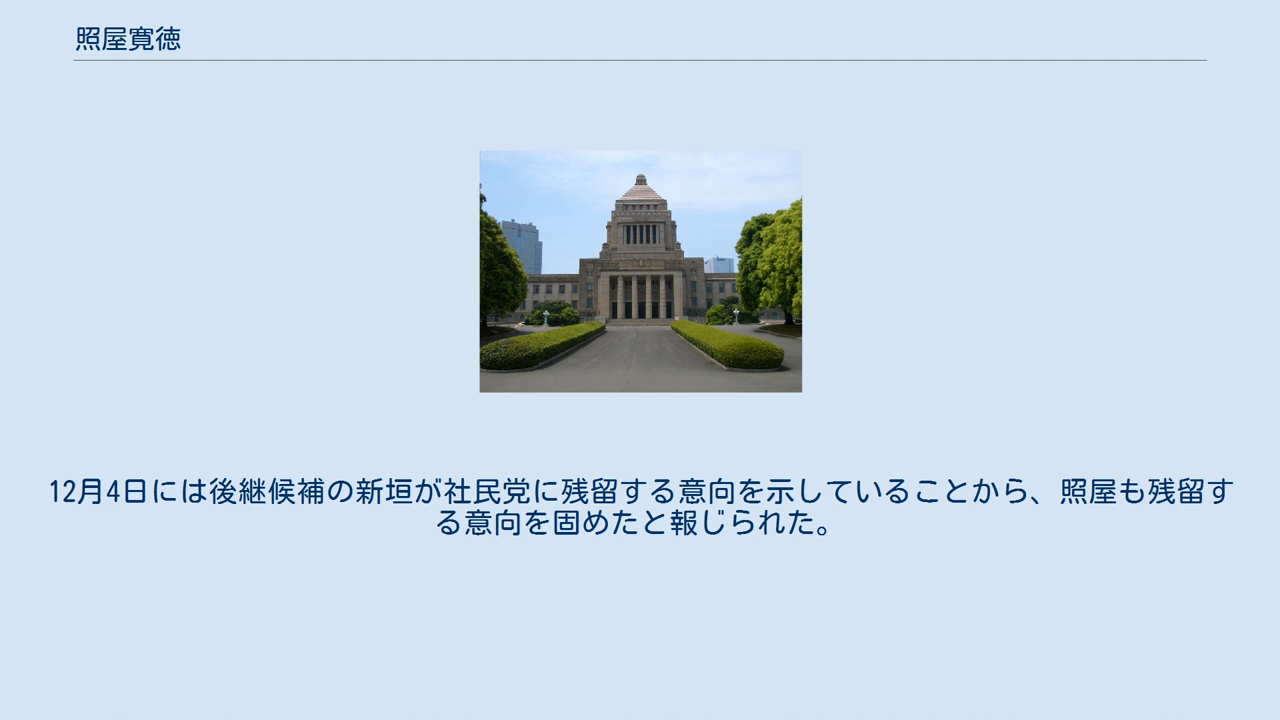 照屋寛徳
12月4日には後継候補の新垣が社民党に残留する意向を示していることから、照屋も残留す
る意向を固めたと報じられた。